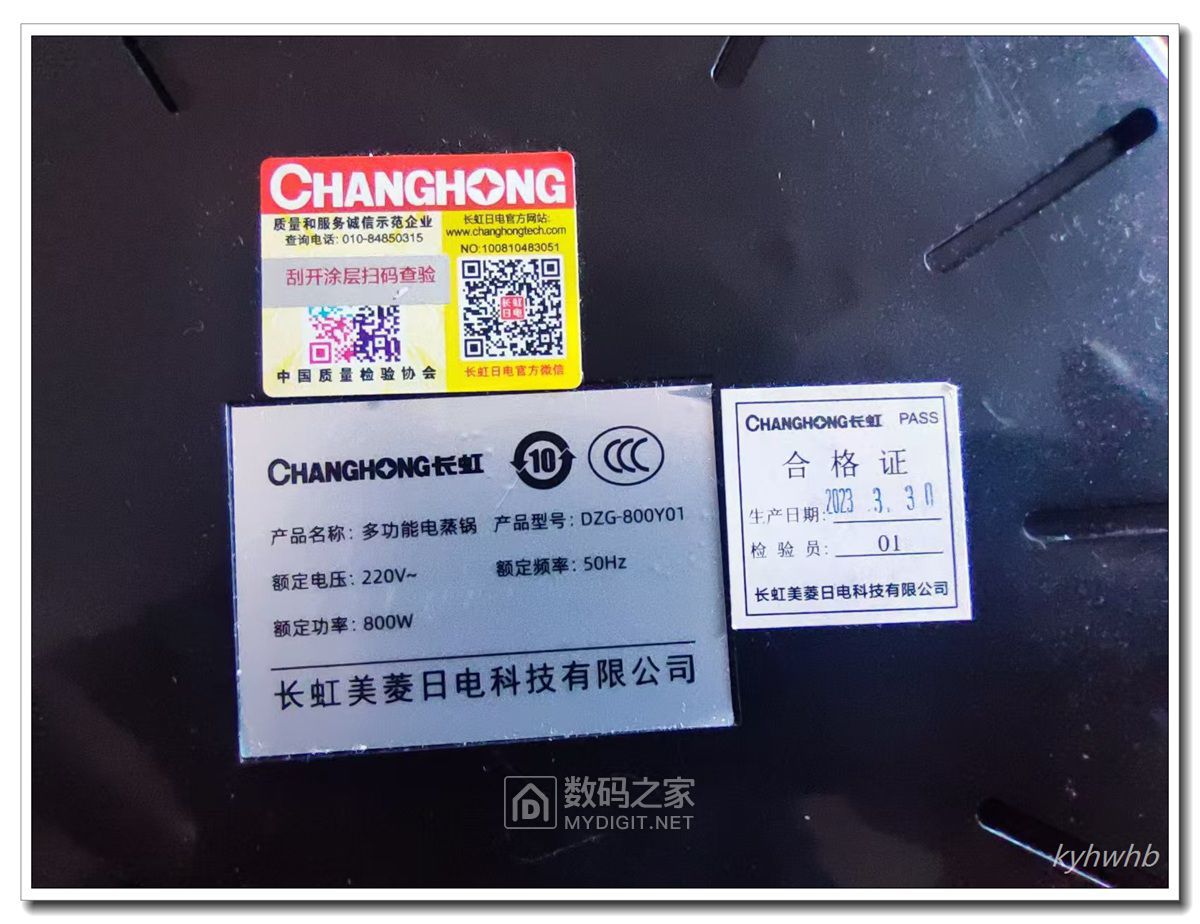 CHANGHONG
质量和服务诚信示范企业
查询电话: 010-84850315
刮开涂层扫码查验
中国质量检验协会
长虹日电官方网站:
www.changhongtech.com
NO:100810483051
长虹
日电
长虹日电官方微信
CHANGHONG长虹 10 CCC
产品名称: 多功能电蒸锅 产品型号: DZG-800Y01
额定电压: 220V~ 额定频率: 50Hz
额定功率: 800W
长虹美菱日电科技有限公司
CHANGHONG长虹 PASS
合格证
生产日期: 2023 .3. 30
检验员: 01
长虹美菱日电科技有限公司
数码之家
MYDIGIT.NET
kyhwhb